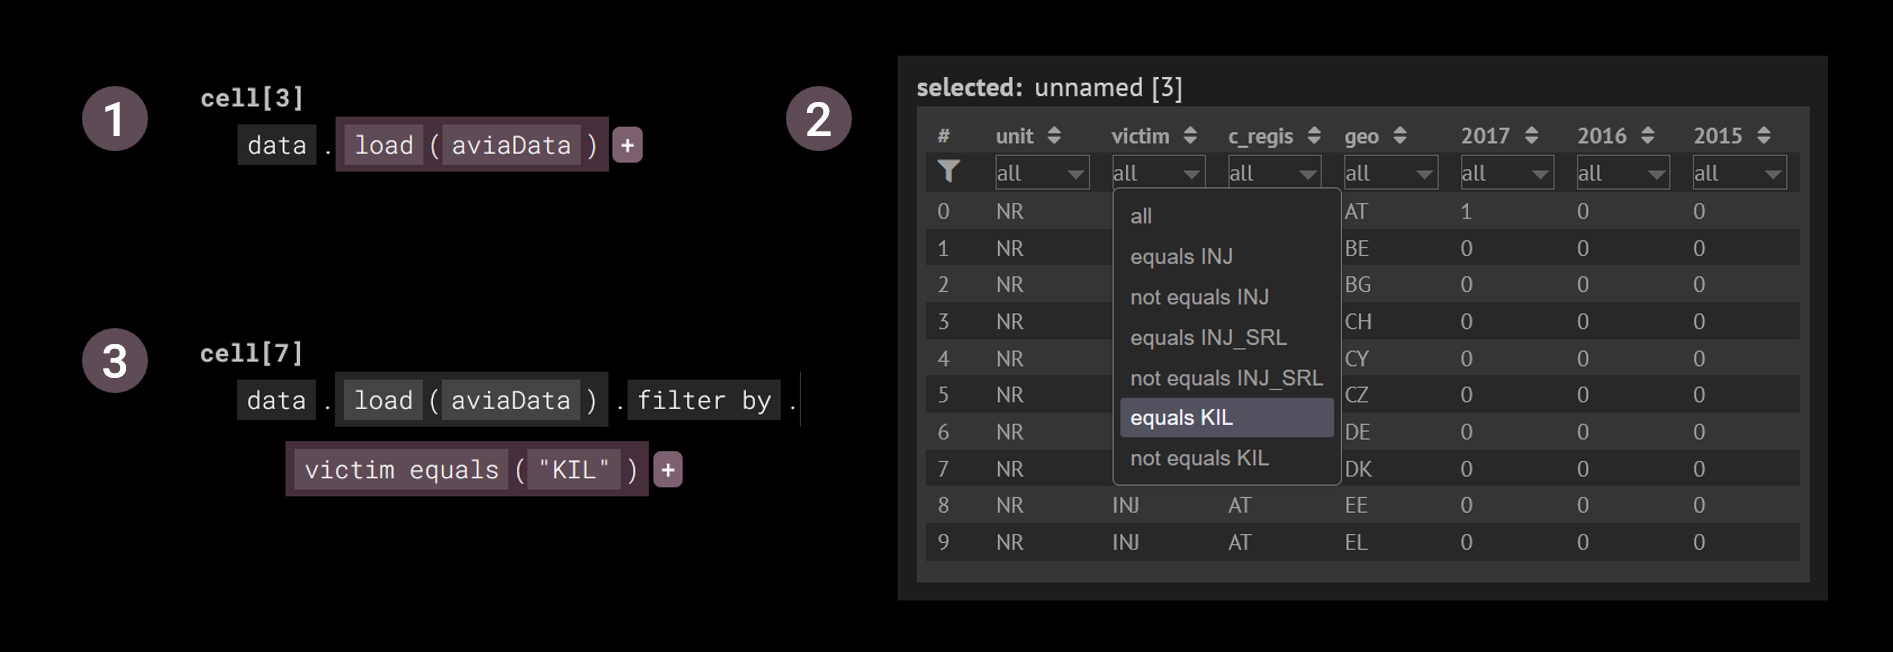 1
cell[3]
data . load ( aviaData ) +
2
selected: unnamed [3]
# unit victim c_regis geo 2017 2016 2015
all all all all all all all
0 NR AT 1 0 0
1 NR BE 0 0 0
2 NR BG 0 0 0
3 NR CH 0 0 0
4 NR CY 0 0 0
5 NR CZ 0 0 0
6 NR DE 0 0 0
7 NR DK 0 0 0
8 NR INJ AT EE 0 0 0
9 NR INJ AT EL 0 0 0
all
equals INJ
not equals INJ
equals INJ_SRL
not equals INJ_SRL
equals KIL
not equals KIL
3
cell[7]
data . load ( aviaData ) . filter by .
victim equals ( "KIL" ) +